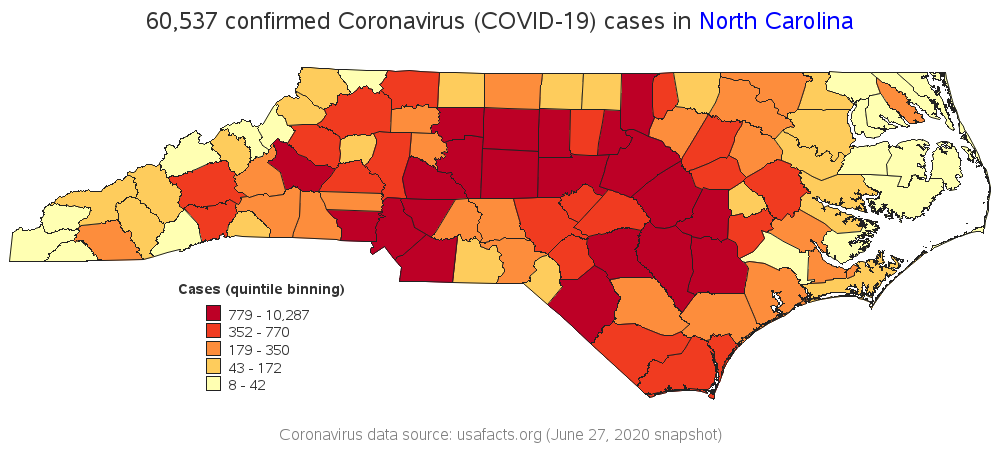 60,537 confirmed Coronavirus (COVID-19) cases in North Carolina
Cases (quintile binning)
779 - 10,287
352 - 770
179 - 350
43 - 172
8 - 42
Coronavirus data source: usafacts.org (June 27, 2020 snapshot)